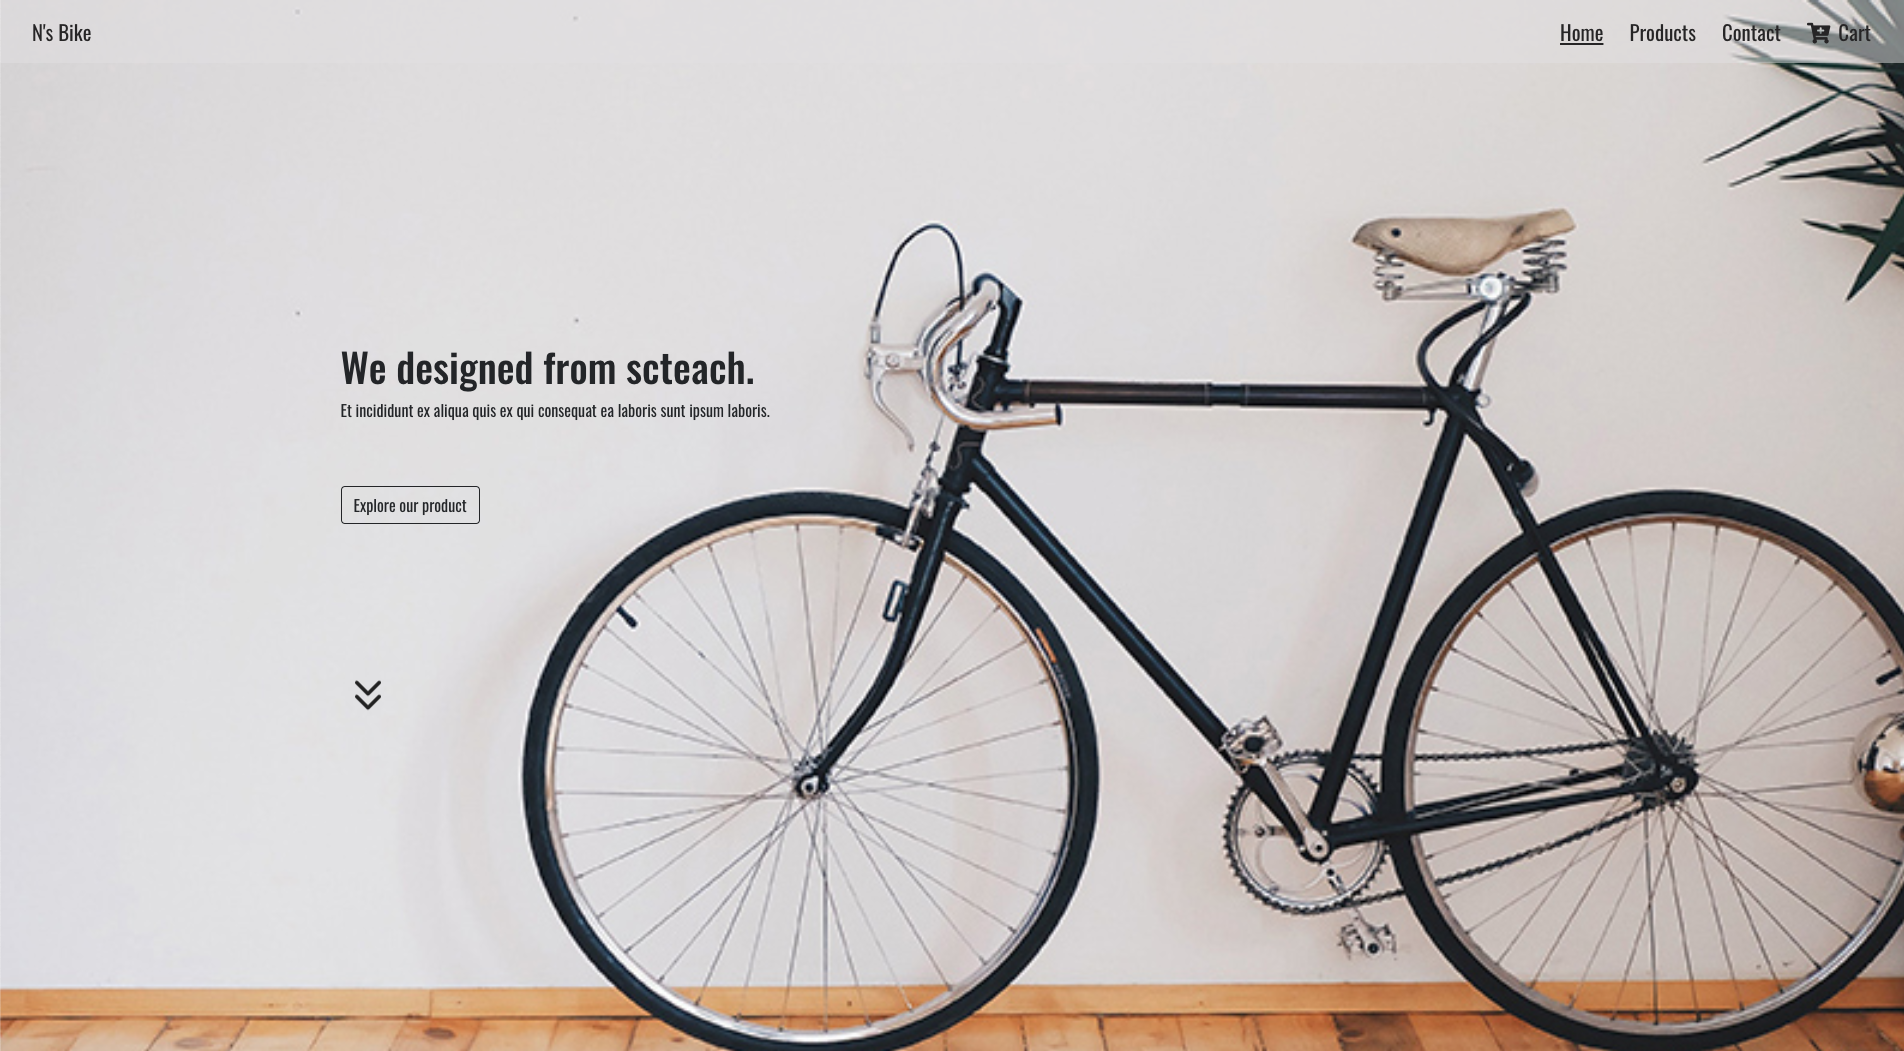 N's Bike
Home Products Contact Cart
We designed from scteach.
Et incididunt ex aliqua quis ex qui consequat ea laboris sunt ipsum laboris.
Explore our product